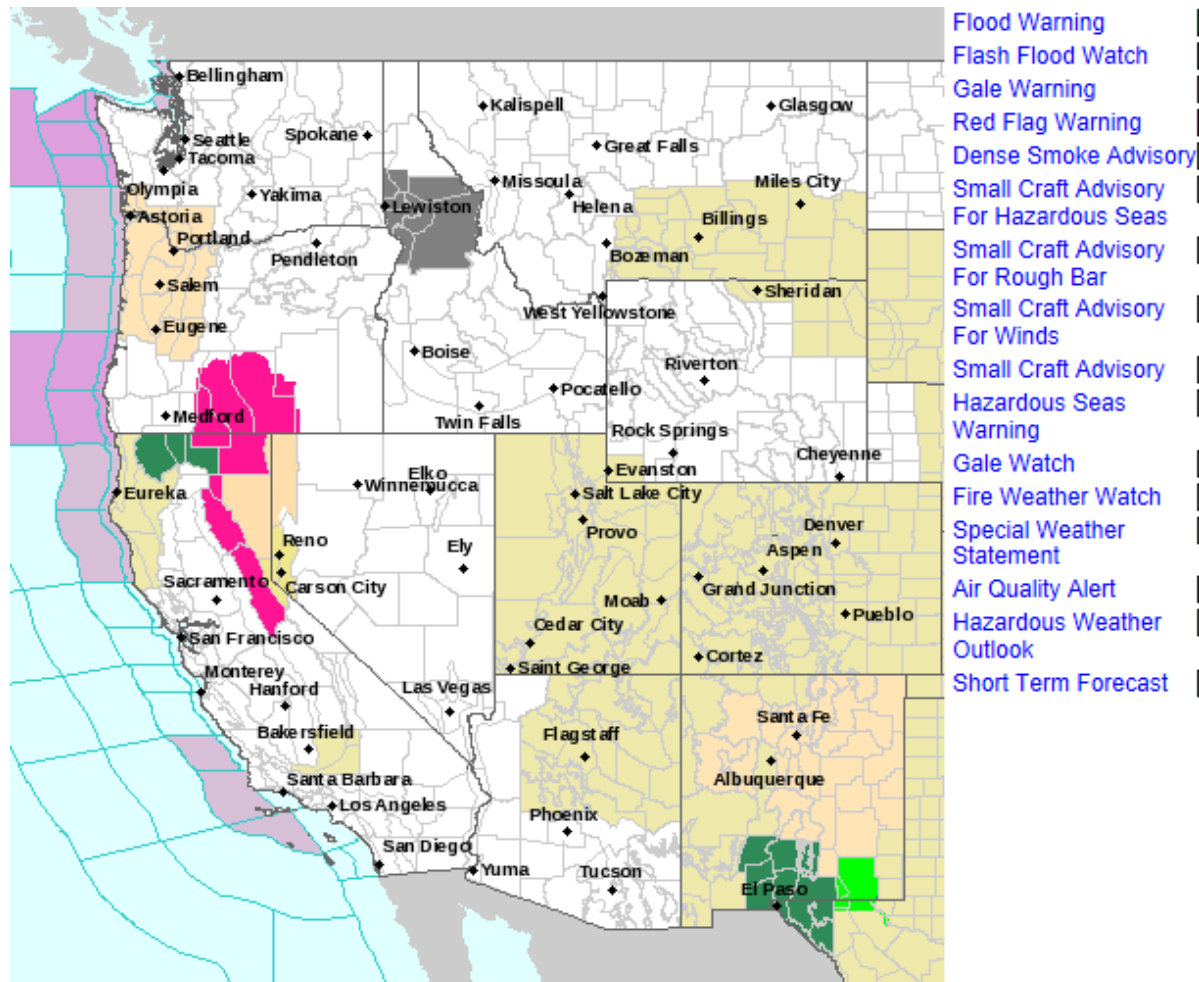 Bellingham
Kalispell
Glasgow
Spokane
Seattle
Tacoma
Great Falls
Olympia
Yakima
Missoula
Helena
Miles City
Lewiston
Astoria
Portland
Pendleton
Billings
Bozeman
Salem
Eugene
West Yellowstone
Sheridan
Boise
Riverton
Pocatello
Twin Falls
Medford
Rock Springs
Cheyenne
Evanston
Eureka
Elko
Winnemucca
Salt Lake City
Provo
Denver
Aspen
Reno
Ely
Grand Junction
Carson City
Sacramento
Moab
Pueblo
San Francisco
Cedar City
Cortez
Saint George
Monterey
Hanford
Las Vegas
Bakersfield
Flagstaff
Santa Fe
Albuquerque
Santa Barbara
Los Angeles
Phoenix
San Diego
Yuma
Tucson
El Paso
Flood Warning
Flash Flood Watch
Gale Warning
Red Flag Warning
Dense Smoke Advisory
Small Craft Advisory
For Hazardous Seas
Small Craft Advisory
For Rough Bar
Small Craft Advisory
For Winds
Small Craft Advisory
Hazardous Seas
Warning
Gale Watch
Fire Weather Watch
Special Weather
Statement
Air Quality Alert
Hazardous Weather
Outlook
Short Term Forecast